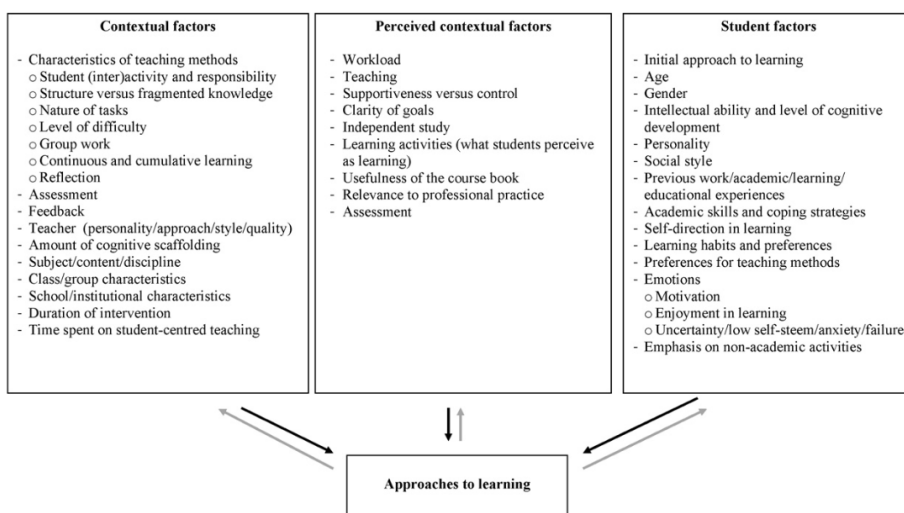 Contextual factors
- Characteristics of teaching methods
o Student (inter)activity and responsibility
o Structure versus fragmented knowledge
o Nature of tasks
o Level of difficulty
o Group work
o Continuous and cumulative learning
o Reflection
- Assessment
- Feedback
- Teacher (personality/approach/style/quality)
- Amount of cognitive scaffolding
- Subject/content/discipline
- Class/group characteristics
- School/institutional characteristics
- Duration of intervention
- Time spent on student-centred teaching
Perceived contextual factors
- Workload
- Teaching
- Supportiveness versus control
- Clarity of goals
- Independent study
- Learning activities (what students perceive
as learning)
- Usefulness of the course book
- Relevance to professional practice
- Assessment
Student factors
- Initial approach to learning
- Age
- Gender
- Intellectual ability and level of cognitive
development
- Personality
- Social style
- Previous work/academic/learning/
educational experiences
- Academic skills and coping strategies
- Self-direction in learning
- Learning habits and preferences
- Preferences for teaching methods
- Emotions
o Motivation
o Enjoyment in learning
o Uncertainty/low self-steem/anxiety/failure
- Emphasis on non-academic activities
Approaches to learning